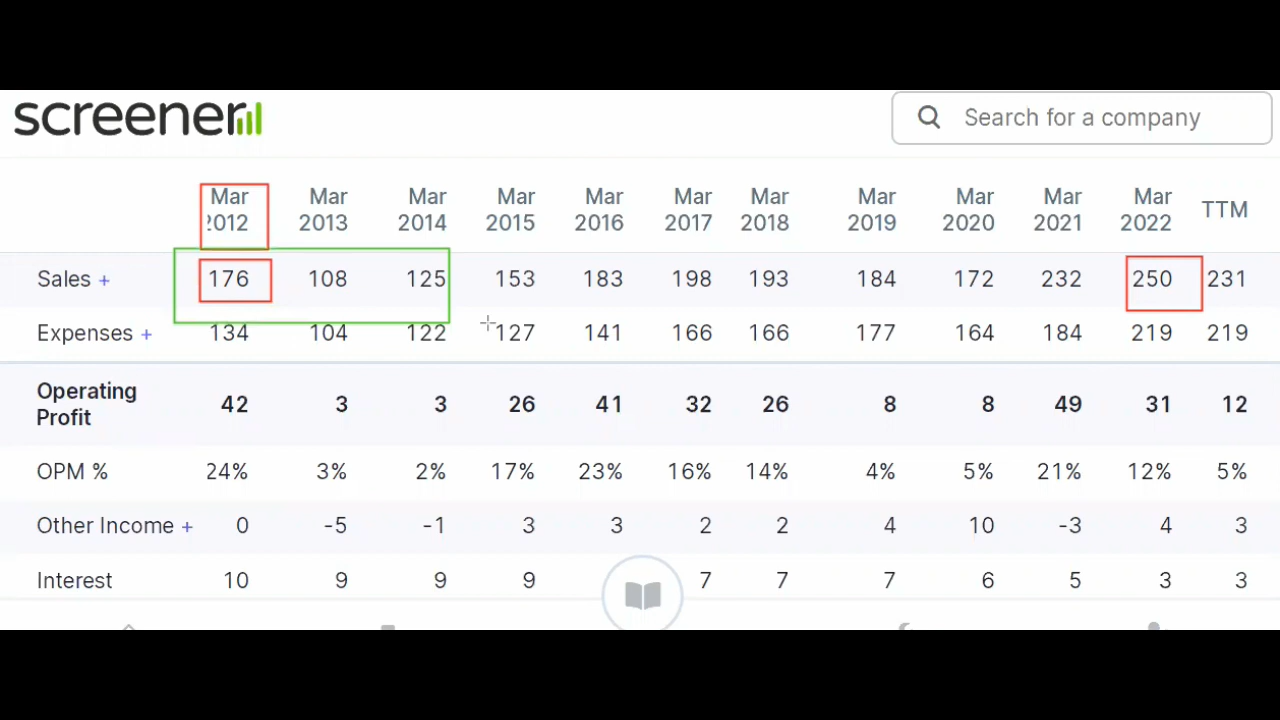 screener
Search for a company
Mar 2012 Mar 2013 Mar 2014 Mar 2015 Mar 2016 Mar 2017 Mar 2018 Mar 2019 Mar 2020 Mar 2021 Mar 2022 TTM
Sales + 176 108 125 153 183 198 193 184 172 232 250 231
Expenses + 134 104 122 127 141 166 166 177 164 184 219 219
Operating Profit 42 3 3 26 41 32 26 8 8 49 31 12
OPM % 24% 3% 2% 17% 23% 16% 14% 4% 5% 21% 12% 5%
Other Income + 0 -5 -1 3 3 2 2 4 10 -3 4 3
Interest 10 9 9 9 7 7 7 6 5 3 3